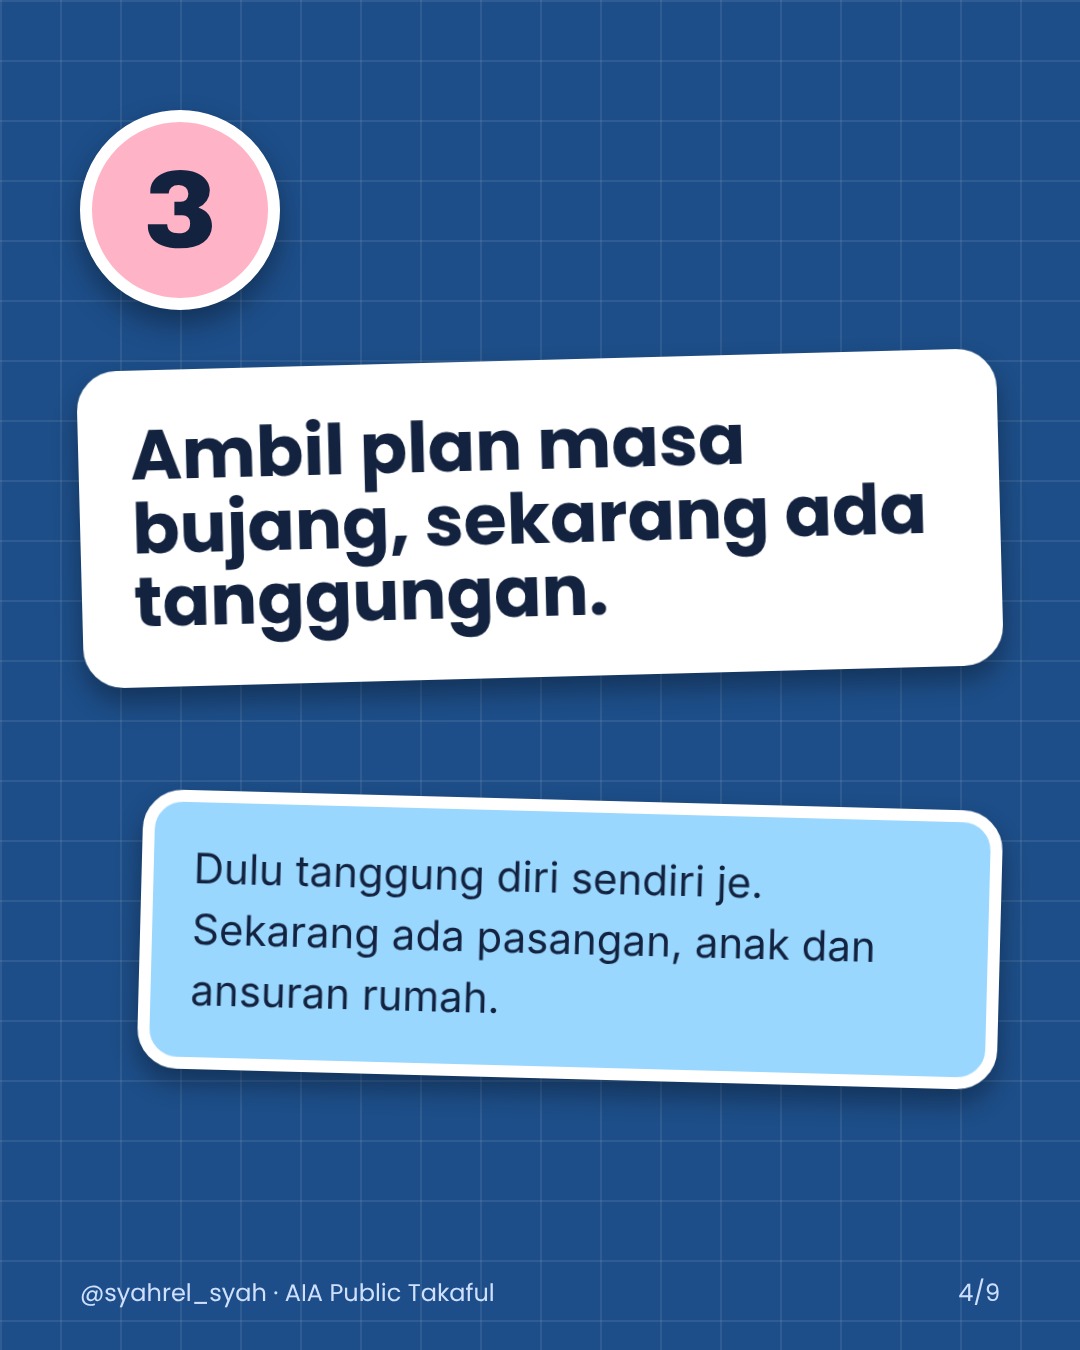 3
Ambil plan masa
bujang, sekarang ada
tanggungan.
Dulu tanggung diri sendiri je.
Sekarang ada pasangan, anak dan
ansuran rumah.
@syahrel_syah · AIA Public Takaful
4/9